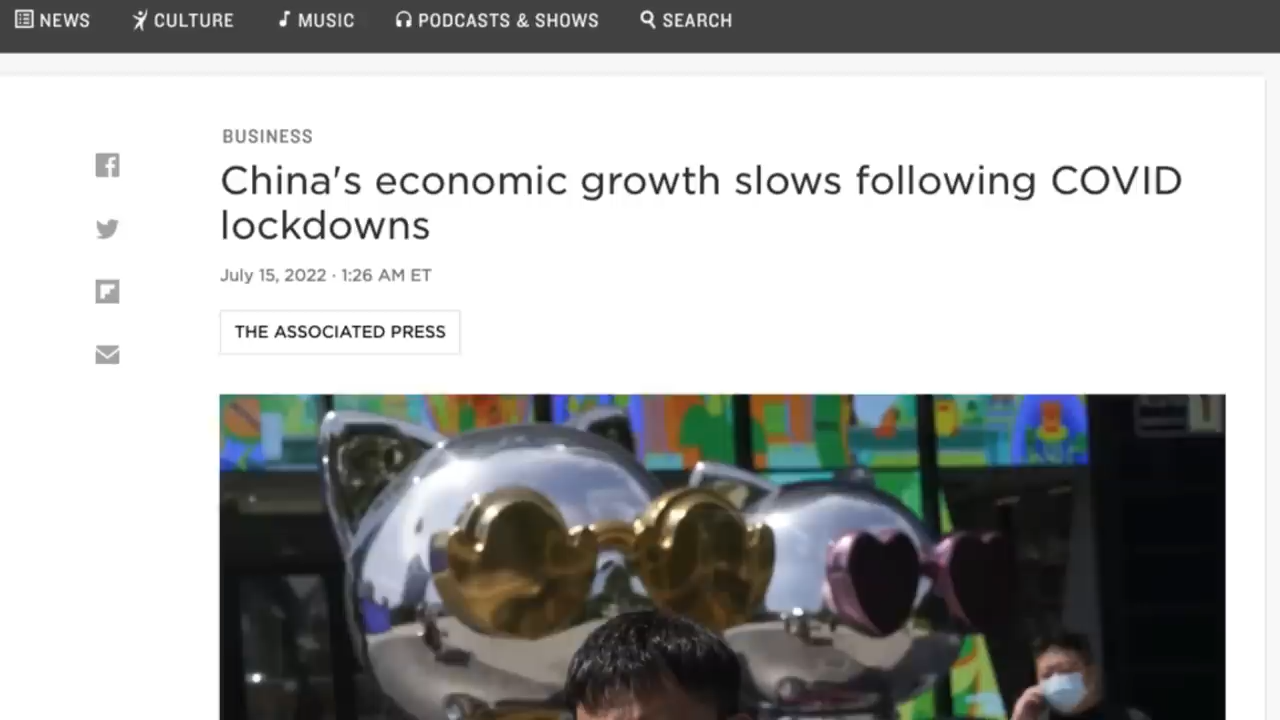 NEWS CULTURE MUSIC PODCASTS & SHOWS SEARCH
BUSINESS
China's economic growth slows following COVID
lockdowns
July 15, 2022 · 1:26 AM ET
THE ASSOCIATED PRESS